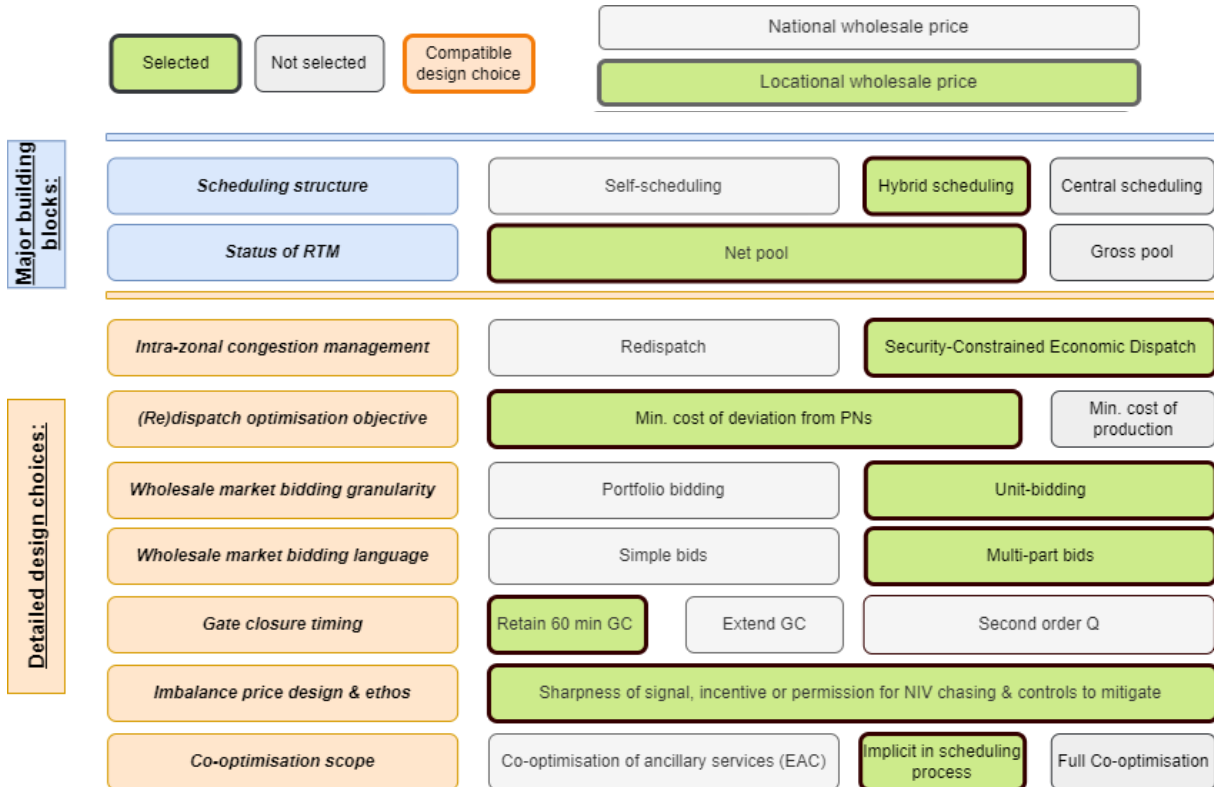 National wholesale price
Selected
Not selected
Compatible
design choice
Locational wholesale price
Major building
blocks:
Scheduling structure
Self-scheduling
Hybrid scheduling
Central scheduling
Status of RTM
Net pool
Gross pool
Detailed design choices:
Intra-zonal congestion management
Redispatch
Security-Constrained Economic Dispatch
(Re)dispatch optimisation objective
Min. cost of deviation from PNs
Min. cost of
production
Wholesale market bidding granularity
Portfolio bidding
Unit-bidding
Wholesale market bidding language
Simple bids
Multi-part bids
Gate closure timing
Retain 60 min GC
Extend GC
Second order Q
Imbalance price design & ethos
Sharpness of signal, incentive or permission for NIV chasing & controls to mitigate
Co-optimisation scope
Co-optimisation of ancillary services (EAC)
Implicit in scheduling
process
Full Co-optimisation